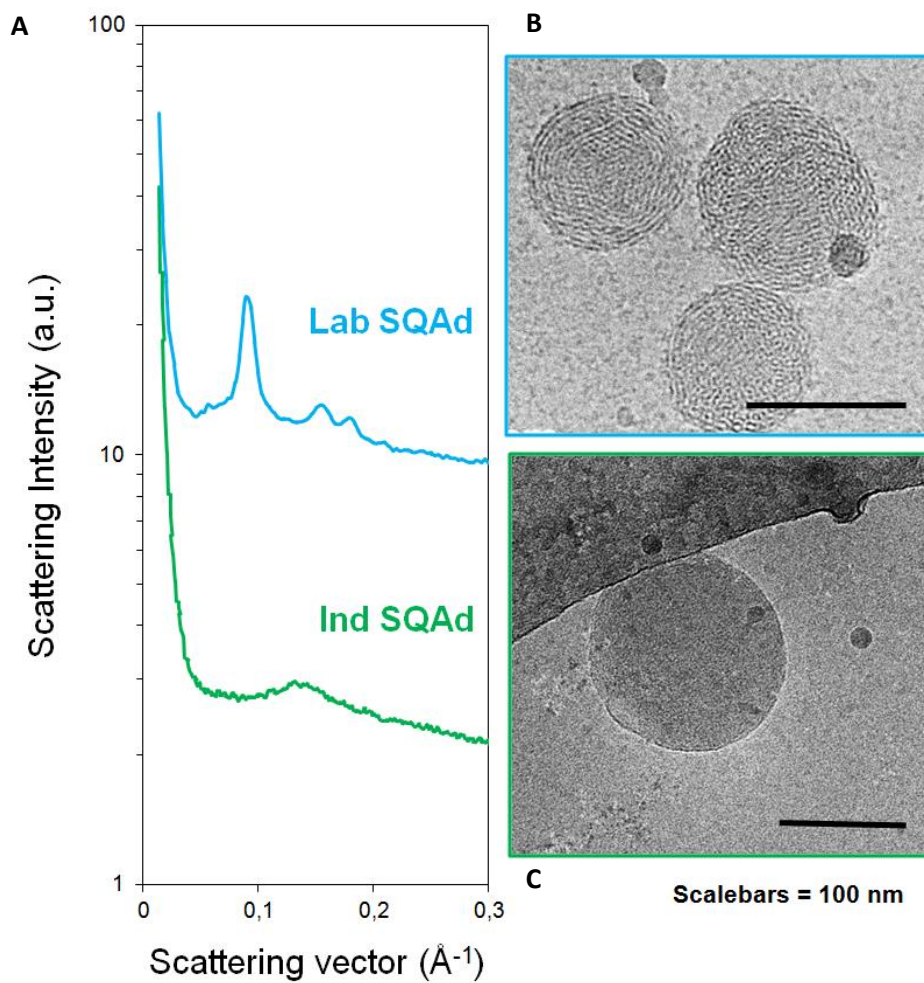 A
B
100
10
1
0
0,1
0,2
0,3
Scattering Intensity (a.u.)
Scattering vector (Å⁻¹)
Lab SQAd
Ind SQAd
C
Scalebars = 100 nm